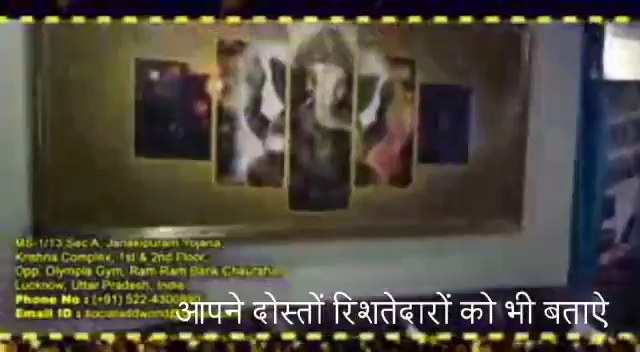 MS-1/13 Sec A, Jankipuram Yojana,
Krishna Complex, 1st & 2nd Floor,
Opp. Olympia Gym, Ram Ram Bank Chauraha,
Lucknow, Uttar Pradesh, India.
Phone No : (+91) 522-4300
Email ID :
आपने दोस्तों रिशतेदारों को भी बताऐ